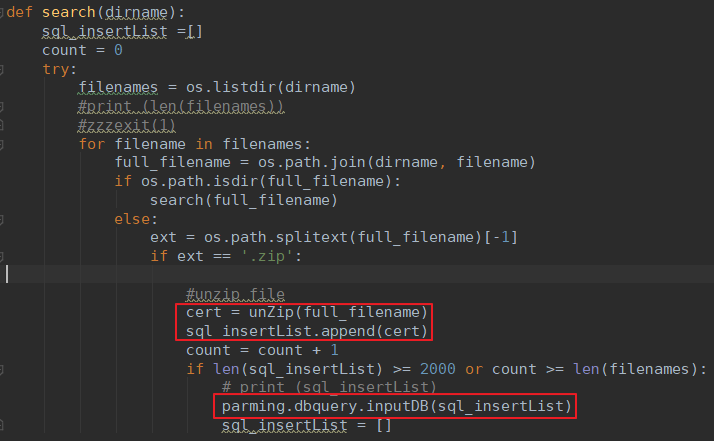 def search(dirname):
    sql_insertList =[]
    count = 0
    try:
        filenames = os.listdir(dirname)
        #print (len(filenames))
        #zzzexit(1)
        for filename in filenames:
            full_filename = os.path.join(dirname, filename)
            if os.path.isdir(full_filename):
                search(full_filename)
            else:
                ext = os.path.splitext(full_filename)[-1]
                if ext == '.zip':
                    #unzip file
                    cert = unZip(full_filename)
                    sql_insertList.append(cert)
                    count = count + 1
                    if len(sql_insertList) >= 2000 or count >= len(filenames):
                        # print (sql_insertList)
                        parming.dbquery.inputDB(sql_insertList)
                        sql_insertList = []